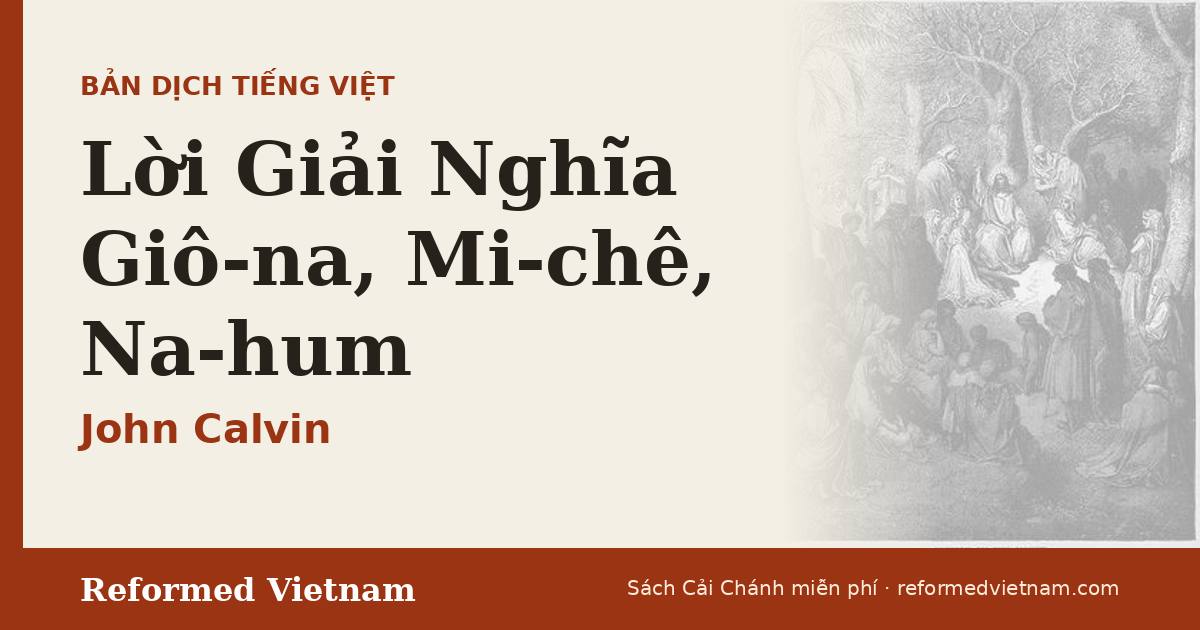 BẢN DỊCH TIẾNG VIỆT
Lời Giải Nghĩa
Giô-na, Mi-chê,
Na-hum
John Calvin
Reformed Vietnam
Sách Cải Chánh miễn phí · reformedvietnam.com